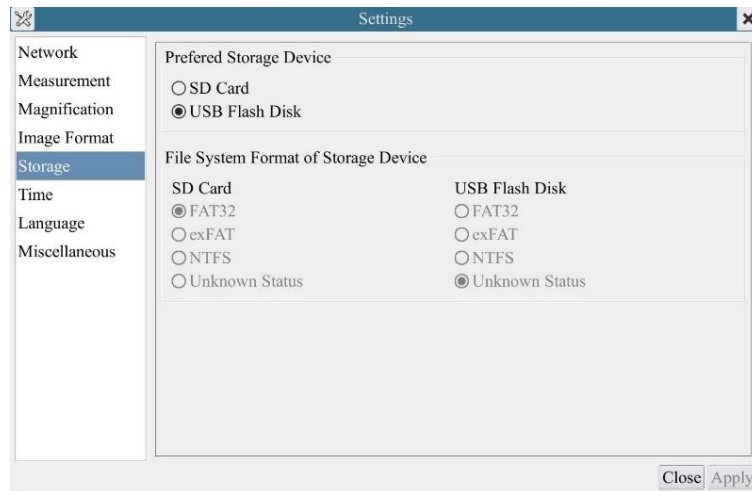 Settings
Network
Measurement
Magnification
Image Format
Storage
Time
Language
Miscellaneous
Prefered Storage Device
SD Card
USB Flash Disk
File System Format of Storage Device
SD Card
FAT32
exFAT
NTFS
Unknown Status
USB Flash Disk
FAT32
exFAT
NTFS
Unknown Status
Close
Apply